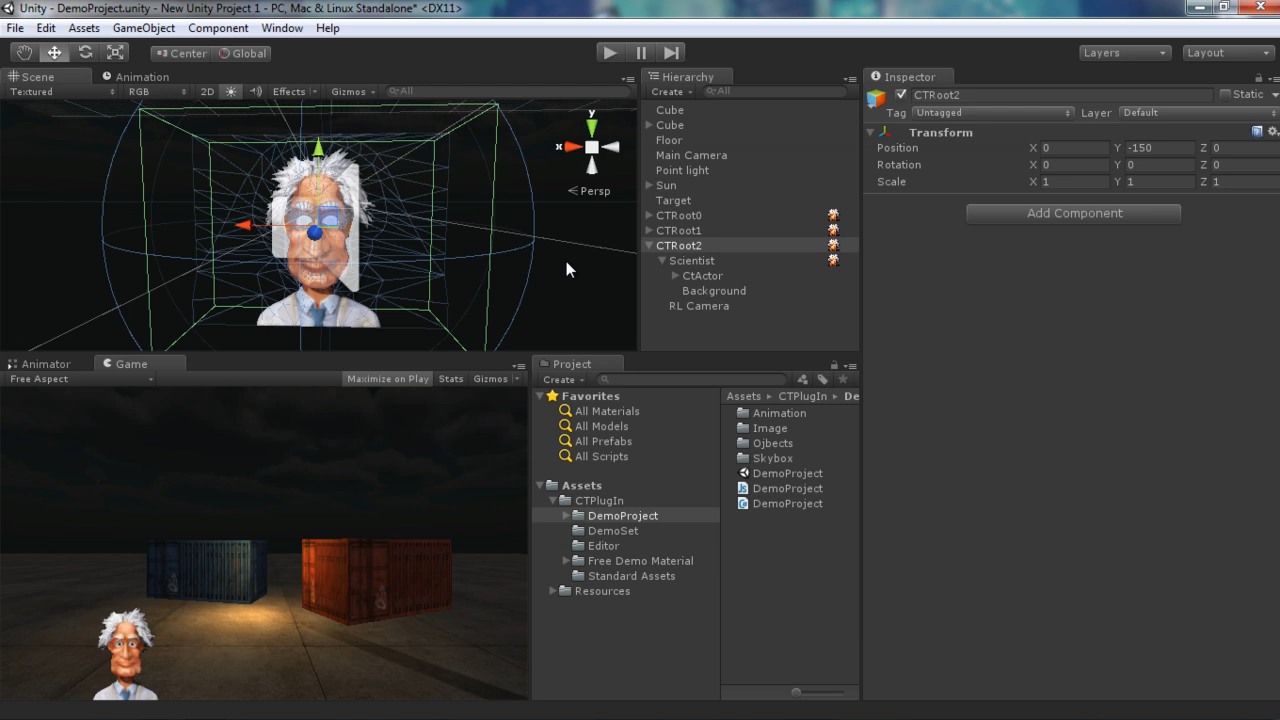 Unity - DemoProject.unity - New Unity Project 1 - PC, Mac & Linux Standalone* <DX11>
File Edit Assets GameObject Component Window Help
Center Global Layers Layout
Scene Animation
Textured RGB 2D Effects Gizmos All
y
x
Persp
Hierarchy
Create All
Cube
Cube
Floor
Main Camera
Point light
Sun
Target
CTRoot0
CTRoot1
CTRoot2
Scientist
CtActor
Background
RL Camera
Inspector
CTRoot2 Static
Tag Untagged Layer Default
Transform
Position X 0 Y -150 Z 0
Rotation X 0 Y 0 Z 0
Scale X 1 Y 1 Z 1
Add Component
Animator Game
Free Aspect Maximize on Play Stats Gizmos
Project
Create
Favorites
All Materials
All Models
All Prefabs
All Scripts
Assets
CTPlugIn
DemoProject
DemoSet
Editor
Free Demo Material
Standard Assets
Resources
Assets CTPlugIn De
Animation
Image
Ojbects
Skybox
DemoProject
DemoProject
DemoProject